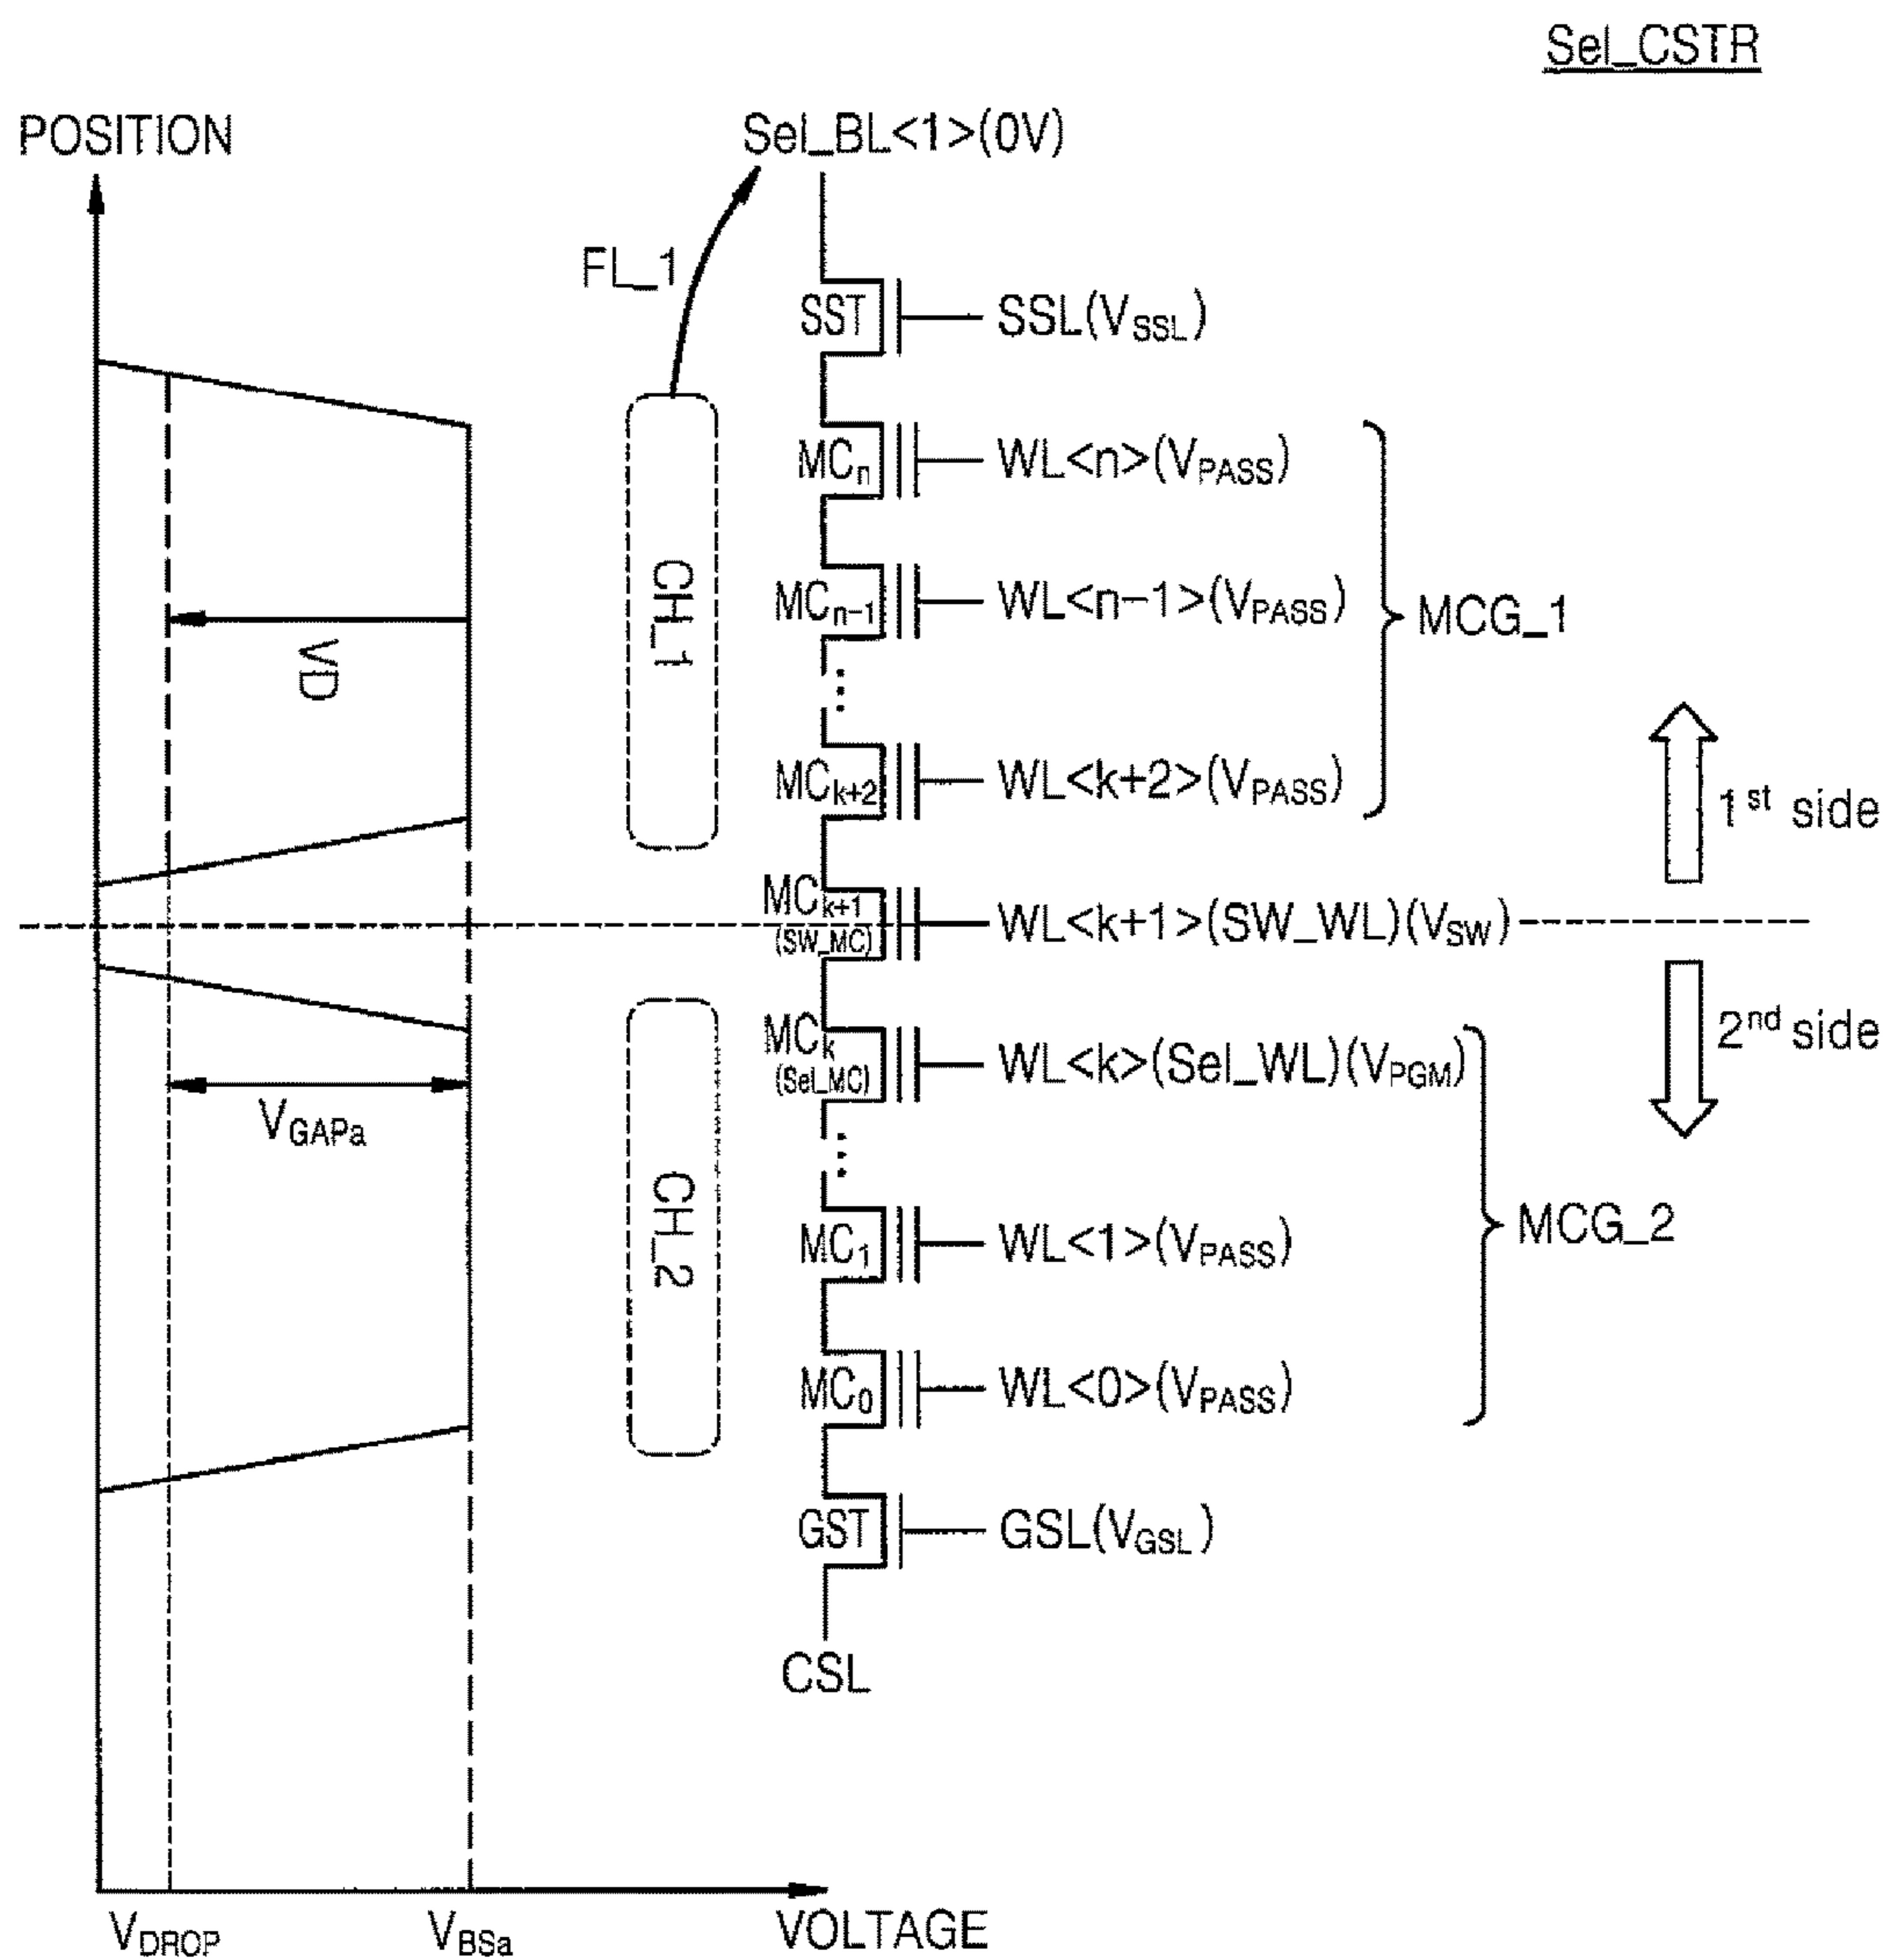 Sel_CSTR
POSITION
Sel_BL<1>(0V)
FL_1
SST
SSL(VSSL)
MCn
WL<n>(VPASS)
CH_1
MCn-1
WL<n-1>(VPASS)
MCG_1
VD
...
MCk+2
WL<k+2>(VPASS)
1st side
MCk+1
(SW_MC)
WL<k+1>(SW_WL)(VSW)
MCk
(Sel_MC)
WL<k>(Sel_WL)(VPGM)
2nd side
VGAPa
...
CH_2
MC1
WL<1>(VPASS)
MCG_2
MC0
WL<0>(VPASS)
GST
GSL(VGSL)
CSL
VDROP
VBSa
VOLTAGE